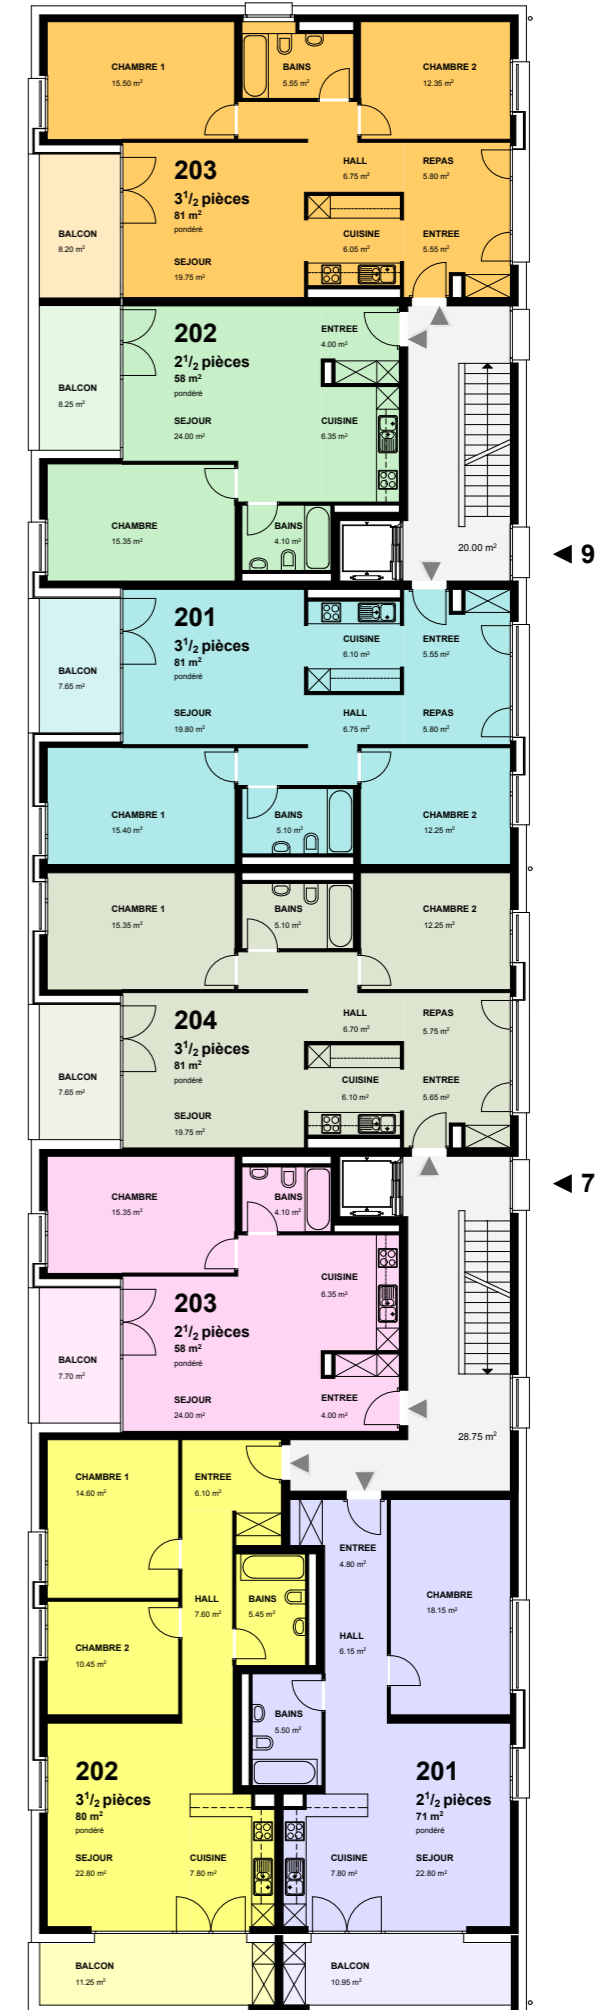 CHAMBRE 1
15.50 m²
BAINS
5.55 m²
CHAMBRE 2
12.35 m²
203
3 1/2 pièces
81 m²
pondéré
HALL
6.75 m²
REPAS
5.80 m²
BALCON
8.20 m²
CUISINE
6.05 m²
ENTREE
5.55 m²
SEJOUR
19.75 m²
202
2 1/2 pièces
58 m²
pondéré
ENTREE
4.00 m²
BALCON
8.25 m²
SEJOUR
24.00 m²
CUISINE
6.35 m²
CHAMBRE
15.35 m²
BAINS
4.10 m²
20.00 m²
◄ 9
201
3 1/2 pièces
81 m²
pondéré
CUISINE
6.10 m²
ENTREE
5.55 m²
BALCON
7.65 m²
SEJOUR
19.80 m²
HALL
6.75 m²
REPAS
5.80 m²
CHAMBRE 1
15.40 m²
BAINS
5.10 m²
CHAMBRE 2
12.25 m²
CHAMBRE 1
15.35 m²
BAINS
5.10 m²
CHAMBRE 2
12.25 m²
204
3 1/2 pièces
81 m²
pondéré
HALL
6.70 m²
REPAS
5.75 m²
BALCON
7.65 m²
CUISINE
6.10 m²
ENTREE
5.65 m²
SEJOUR
19.75 m²
◄ 7
CHAMBRE
15.35 m²
BAINS
4.10 m²
203
2 1/2 pièces
58 m²
pondéré
CUISINE
6.35 m²
BALCON
7.70 m²
SEJOUR
24.00 m²
ENTREE
4.00 m²
28.75 m²
CHAMBRE 1
14.60 m²
ENTREE
6.10 m²
ENTREE
4.80 m²
HALL
7.60 m²
BAINS
5.45 m²
CHAMBRE
18.15 m²
CHAMBRE 2
10.45 m²
HALL
6.15 m²
BAINS
5.50 m²
202
3 1/2 pièces
80 m²
pondéré
SEJOUR
22.80 m²
CUISINE
7.80 m²
201
2 1/2 pièces
71 m²
pondéré
CUISINE
7.80 m²
SEJOUR
22.80 m²
BALCON
11.25 m²
BALCON
10.95 m²